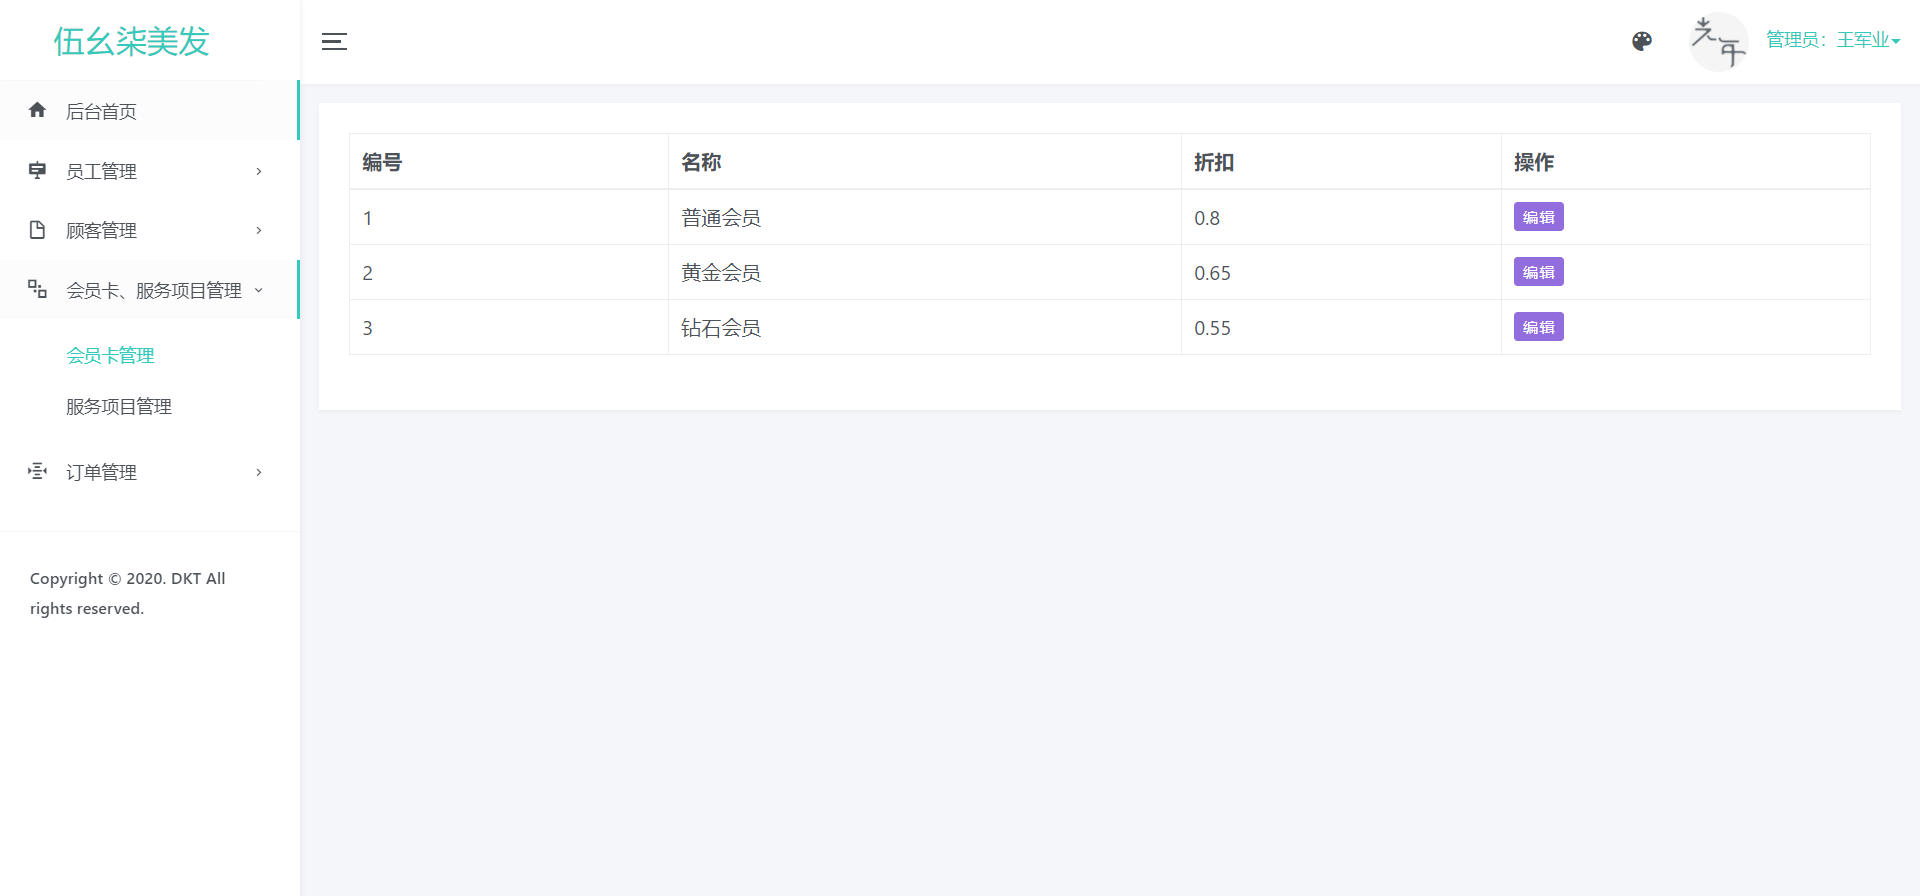 伍幺柒美发
管理员：王军业
后台首页
员工管理
顾客管理
会员卡、服务项目管理
会员卡管理
服务项目管理
订单管理
Copyright © 2020. DKT All
rights reserved.
编号 名称 折扣 操作
1 普通会员 0.8 编辑
2 黄金会员 0.65 编辑
3 钻石会员 0.55 编辑